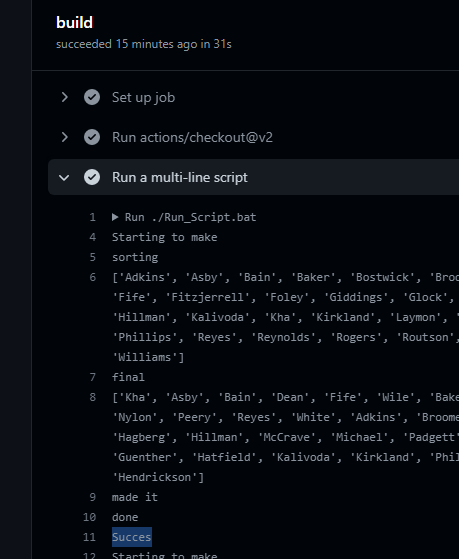 build
succeeded 15 minutes ago in 31s
Set up job
Run actions/checkout@v2
Run a multi-line script
1 ▶ Run ./Run_Script.bat
4 Starting to make
5 sorting
6 ['Adkins', 'Asby', 'Bain', 'Baker', 'Bostwick', 'Broo
'Fife', 'Fitzjerrell', 'Foley', 'Giddings', 'Glock',
'Hillman', 'Kalivoda', 'Kha', 'Kirkland', 'Laymon', '
'Phillips', 'Reyes', 'Reynolds', 'Rogers', 'Routson',
'Williams']
7 final
8 ['Kha', 'Asby', 'Bain', 'Dean', 'Fife', 'Wile', 'Bake
'Nylon', 'Peery', 'Reyes', 'White', 'Adkins', 'Broome
'Hagberg', 'Hillman', 'McCrave', 'Michael', 'Padgett'
'Guenther', 'Hatfield', 'Kalivoda', 'Kirkland', 'Phil
'Hendrickson']
9 made it
10 done
11 Succes
12 Starting to make